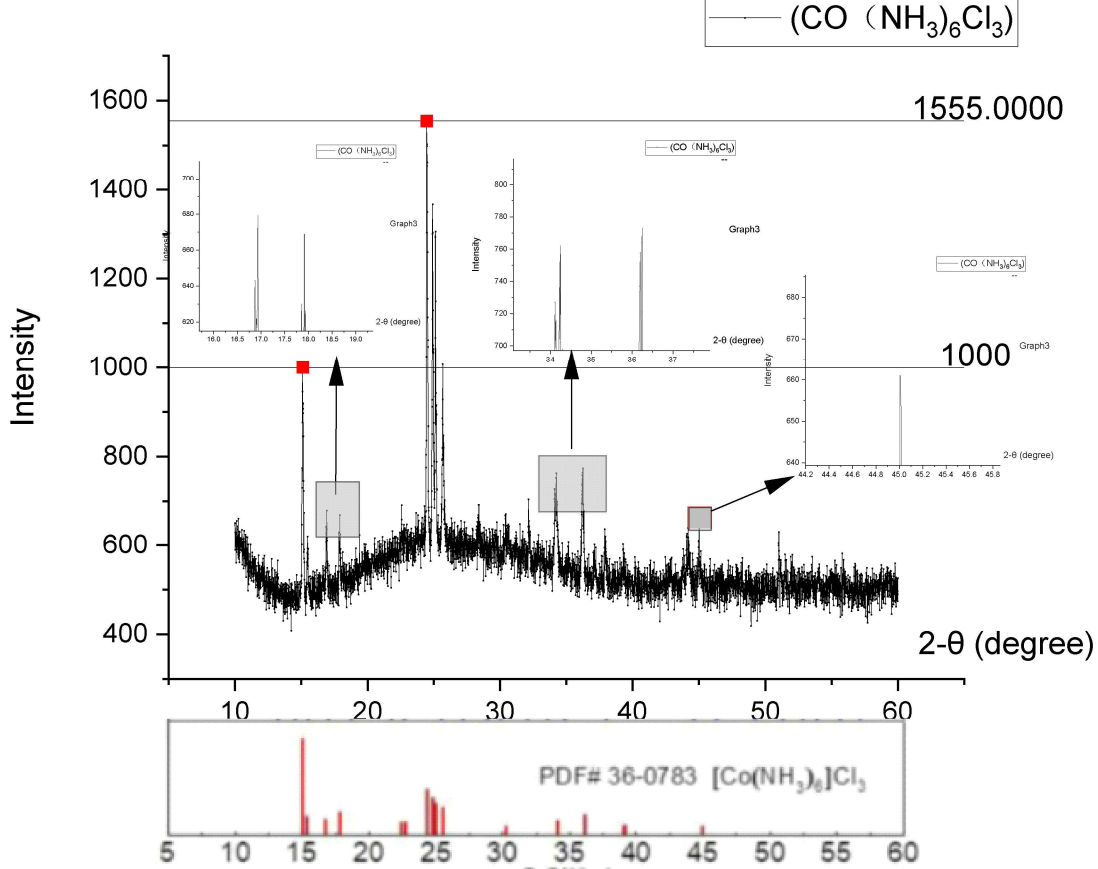 (CO（NH3)6Cl3)
1600
1400
1200
1000
800
600
400
Intensity
1555.0000
1000
2-θ (degree)
10 20 30 40 50 60
(CO（NH3)6Cl3)
--
700
680
660
640
620
Intensity
Graph3
2-θ (degree)
16.0 16.5 17.0 17.5 18.0 18.5 19.0
(CO（NH3)6Cl3)
--
800
780
760
740
720
700
Intensity
Graph3
2-θ (degree)
34 35 36 37
(CO（NH3)6Cl3)
--
Graph3
680
670
660
650
640
Intensity
2-θ (degree)
44.2 44.4 44.6 44.8 45.0 45.2 45.4 45.6 45.8
PDF# 36-0783 [Co(NH3)6]Cl3
5 10 15 20 25 30 35 40 45 50 55 60